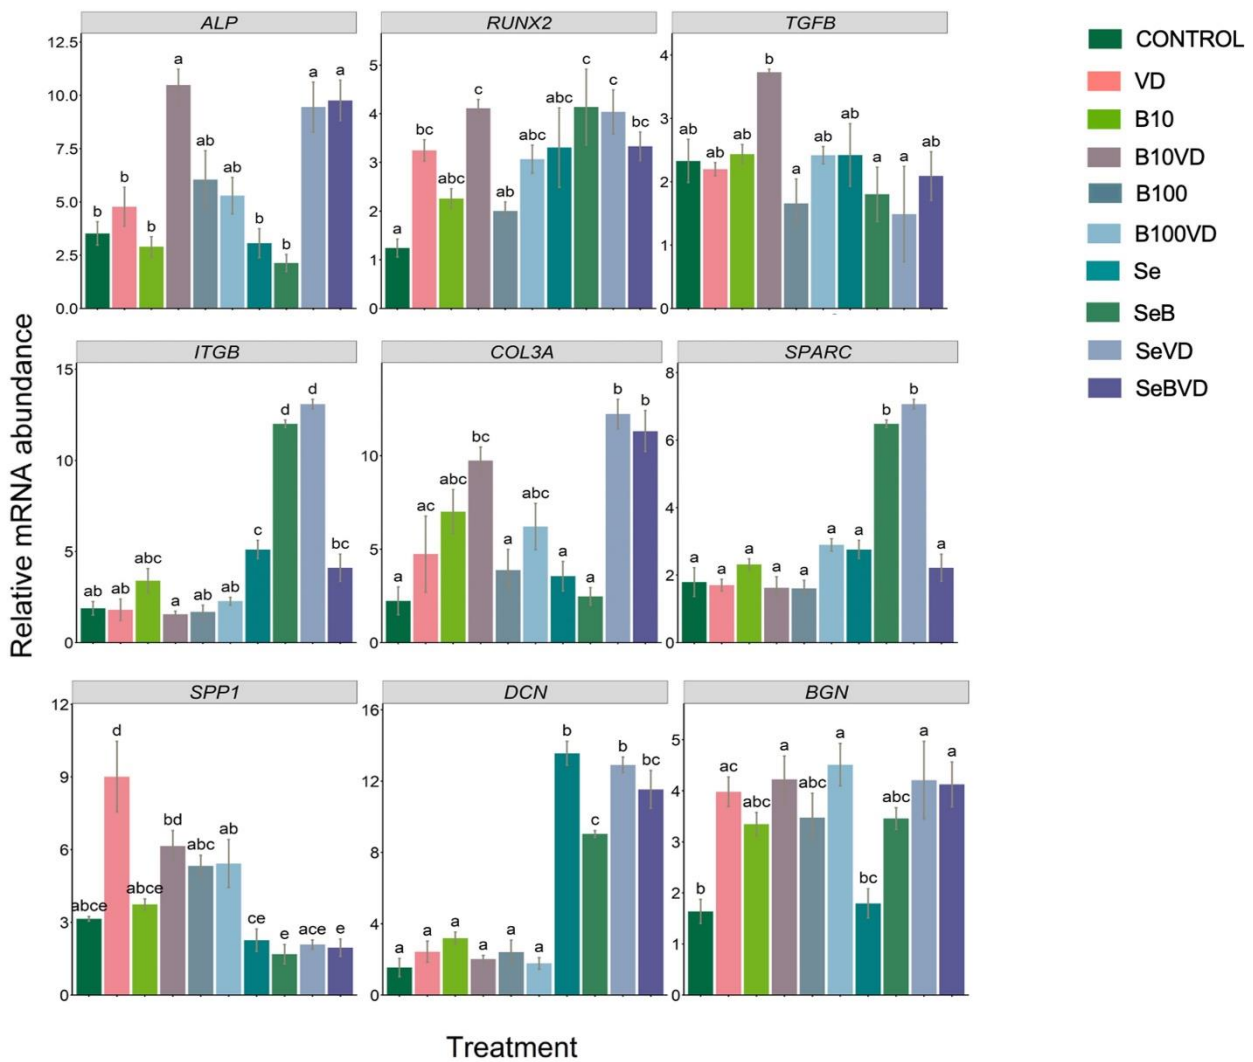 ALP
RUNX2
TGFB
CONTROL
VD
B10
B10VD
B100
B100VD
Se
SeB
SeVD
SeBVD
12.5
10.0
7.5
5.0
2.5
0.0
b b b a ab ab b b a a
5
4
3
2
1
0
a bc abc c ab abc abc c c bc
4
3
2
1
0
ab ab ab b a ab ab a a ab
Relative mRNA abundance
ITGB
COL3A
SPARC
15
10
5
0
ab ab abc a ab ab c d d bc
10
5
0
a ac abc bc a abc a a b b
8
6
4
2
0
a a a a a a a b b a
SPP1
DCN
BGN
12
9
6
3
0
abce d abce bd abc ab ce e ace e
16
12
8
4
0
a a a a a a b c b bc
5
4
3
2
1
0
b ac abc a abc a bc abc a a
Treatment